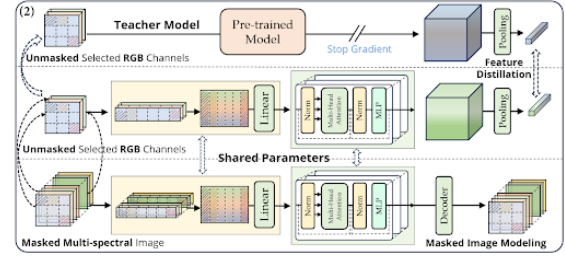 (2)
Teacher Model
Pre-trained
Model
Stop Gradient
Pooling
Unmasked Selected RGB Channels
Feature
Distillation
Linear
Norm
Multi-Head
Attention
Norm
MLP
Pooling
Unmasked Selected RGB Channels
Shared Parameters
Linear
Norm
Multi-Head
Attention
Norm
MLP
Decoder
Masked Multi-spectral Image
Masked Image Modeling